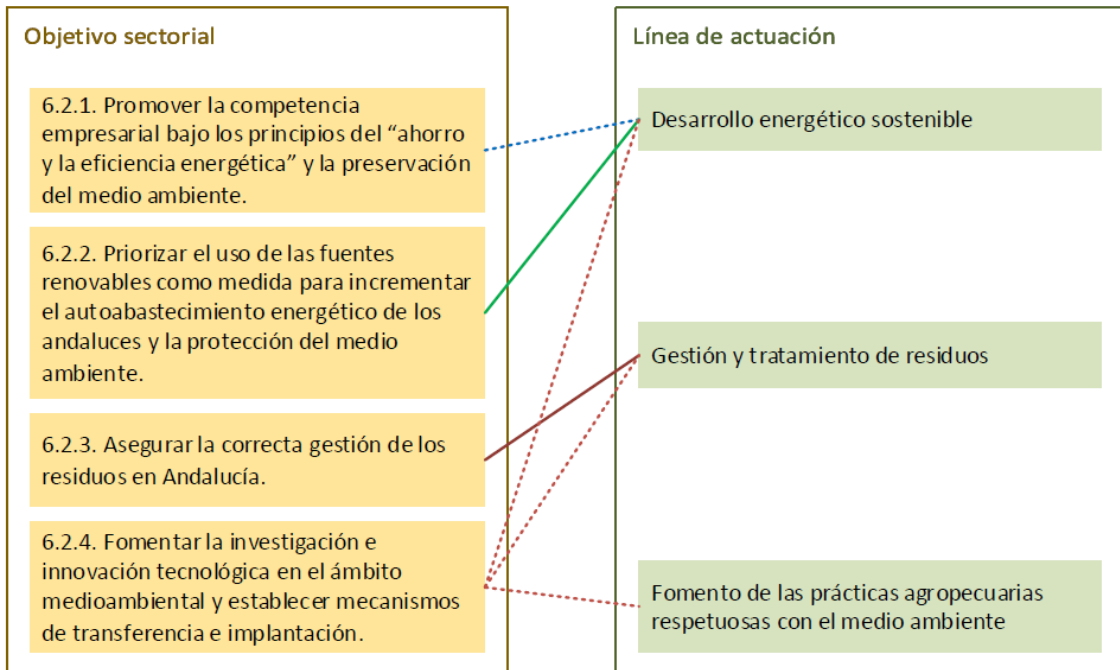 Objetivo sectorial
6.2.1. Promover la competencia
empresarial bajo los principios del “ahorro
y la eficiencia energética” y la preservación
del medio ambiente.
6.2.2. Priorizar el uso de las fuentes
renovables como medida para incrementar
el autoabastecimiento energético de los
andaluces y la protección del medio
ambiente.
6.2.3. Asegurar la correcta gestión de los
residuos en Andalucía.
6.2.4. Fomentar la investigación e
innovación tecnológica en el ámbito
medioambiental y establecer mecanismos
de transferencia e implantación.
Línea de actuación
Desarrollo energético sostenible
Gestión y tratamiento de residuos
Fomento de las prácticas agropecuarias
respetuosas con el medio ambiente